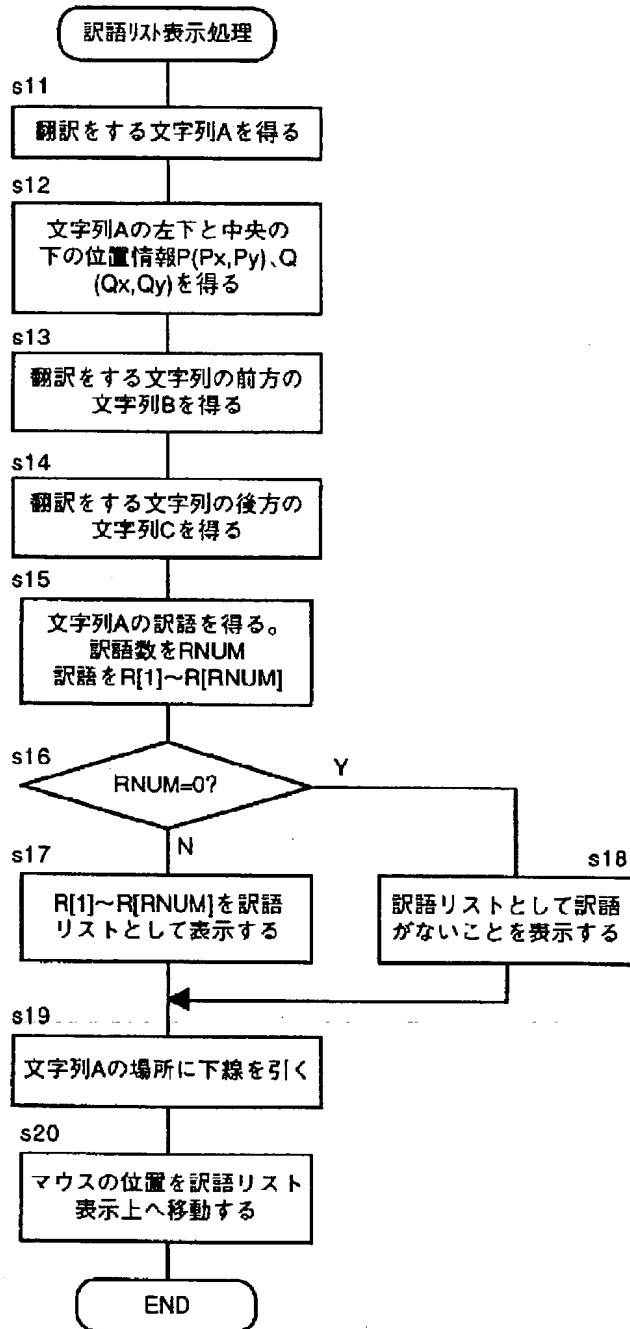 訳語リスト表示処理
s11
翻訳をする文字列Aを得る
s12
文字列Aの左下と中央の
下の位置情報P(Px,Py)、Q
(Qx,Qy)を得る
s13
翻訳をする文字列の前方の
文字列Bを得る
s14
翻訳をする文字列の後方の
文字列Cを得る
s15
文字列Aの訳語を得る。
訳語数をRNUM
訳語をR[1]~R[RNUM]
s16
RNUM=0?
Y
N
s17
R[1]~R[RNUM]を訳語
リストとして表示する
s18
訳語リストとして訳語
がないことを表示する
s19
文字列Aの場所に下線を引く
s20
マウスの位置を訳語リスト
表示上へ移動する
END